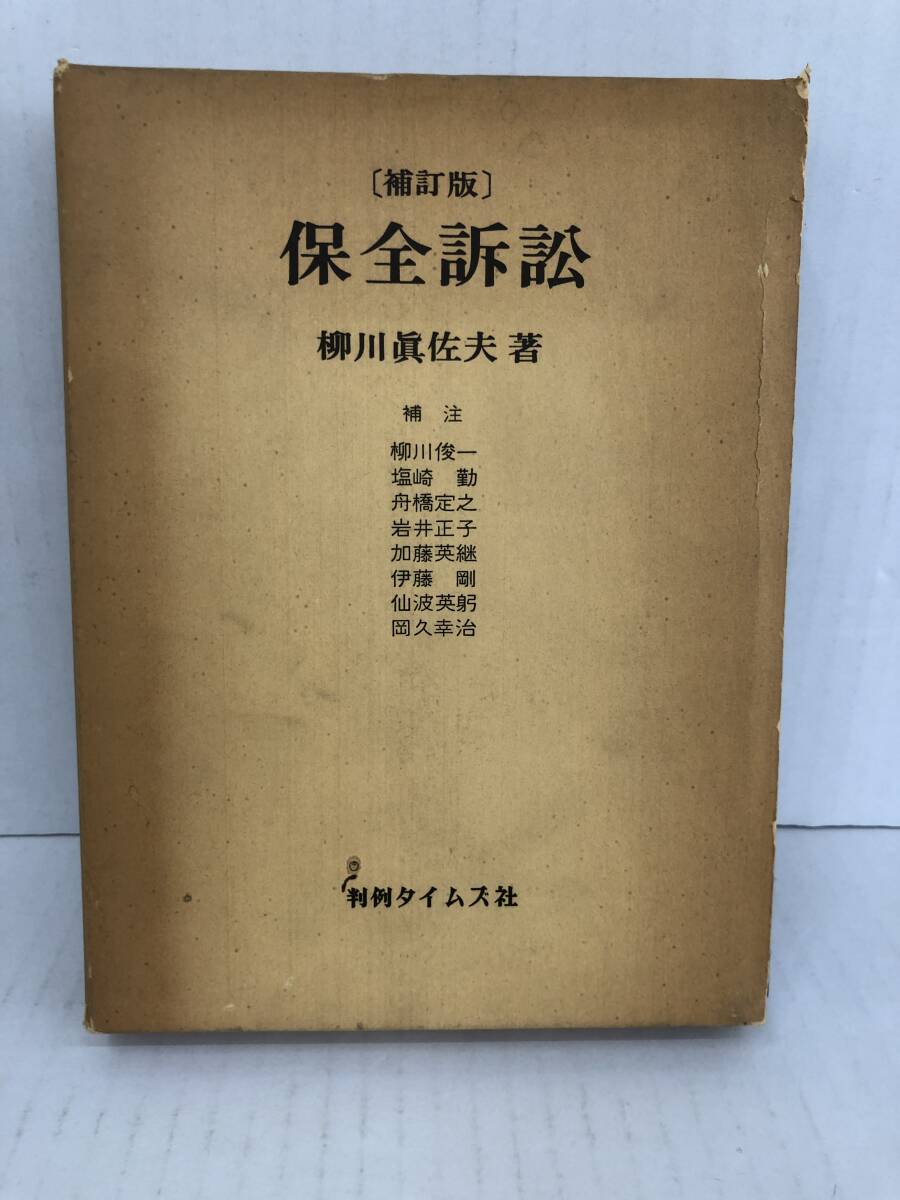 〔補訂版〕
保全訴訟
柳川眞佐夫 著
補 注
柳川俊一
塩崎 勤
舟橋定之
岩井正子
加藤英継
伊藤 剛
仙波英躬
岡久幸治
判例タイムズ社